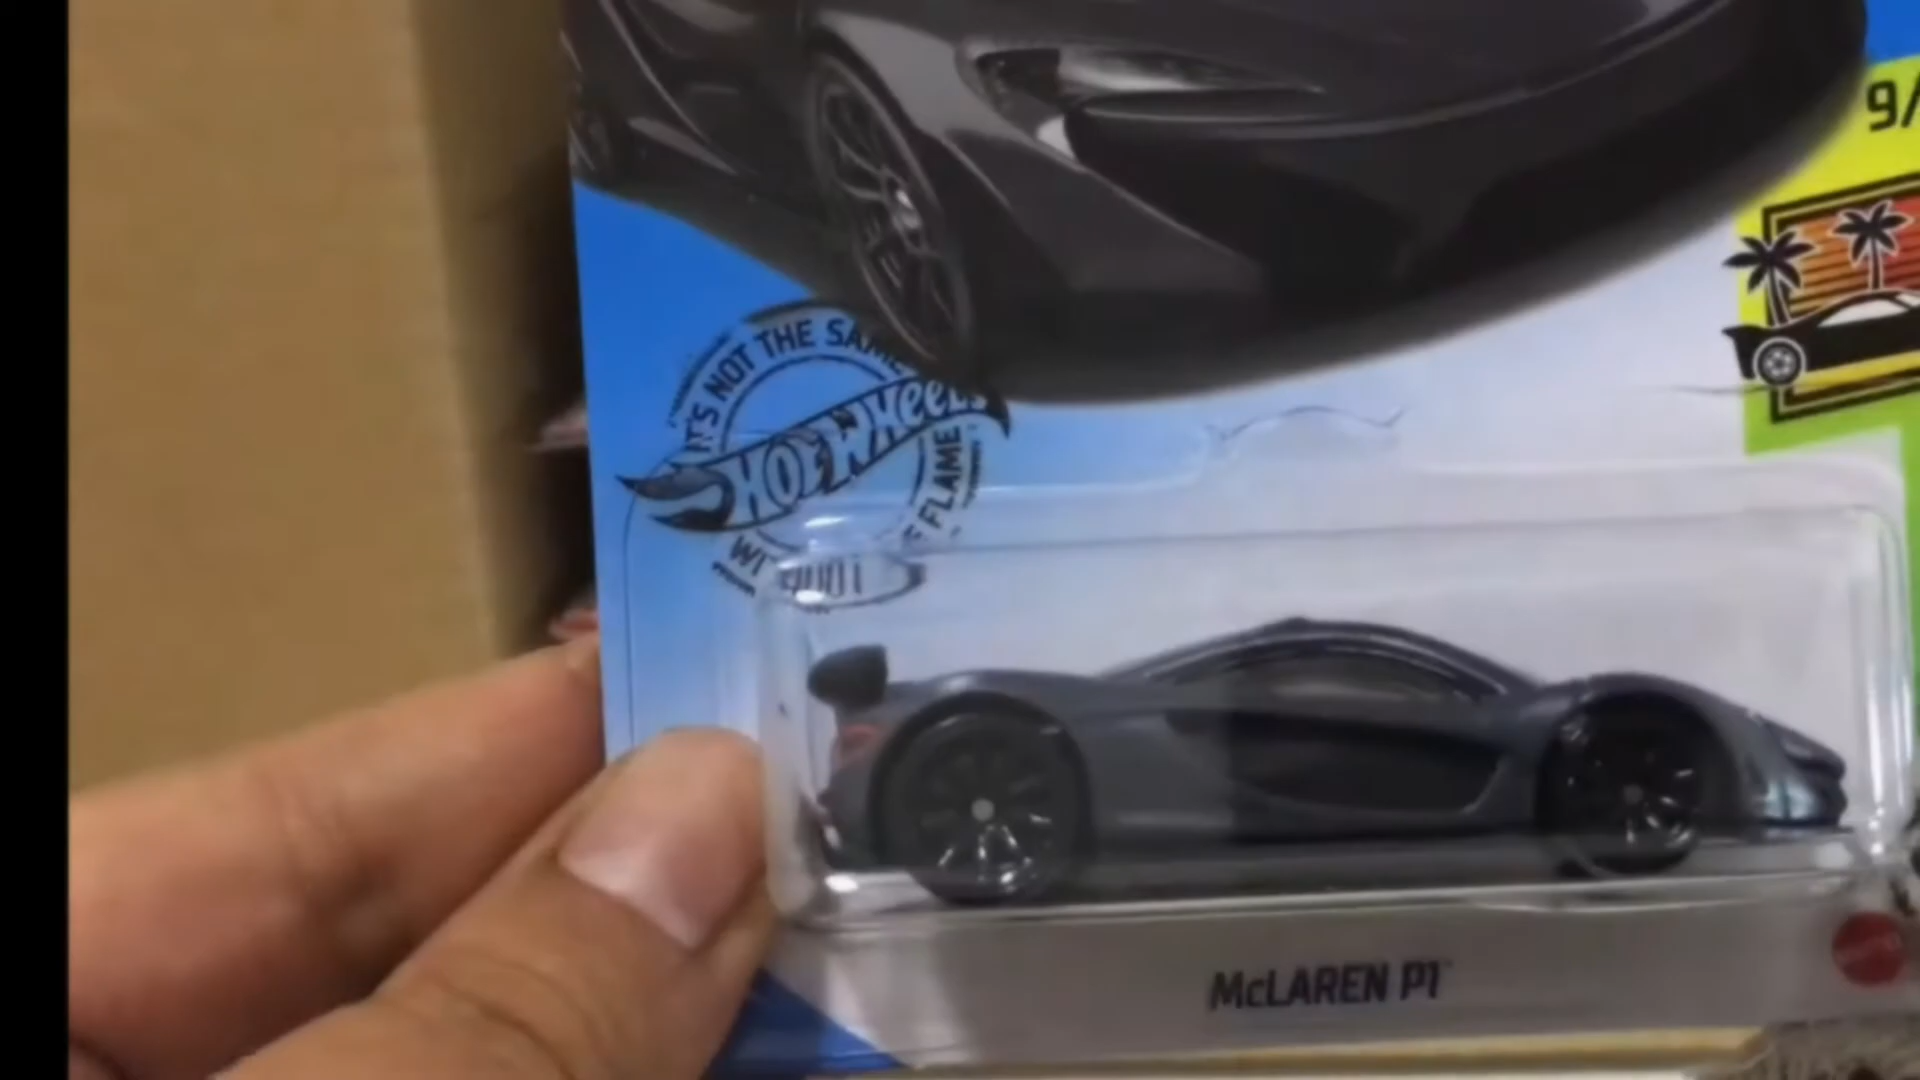 9/
IT'S NOT THE SAME
Hot Wheels
FLAME
McLAREN P1